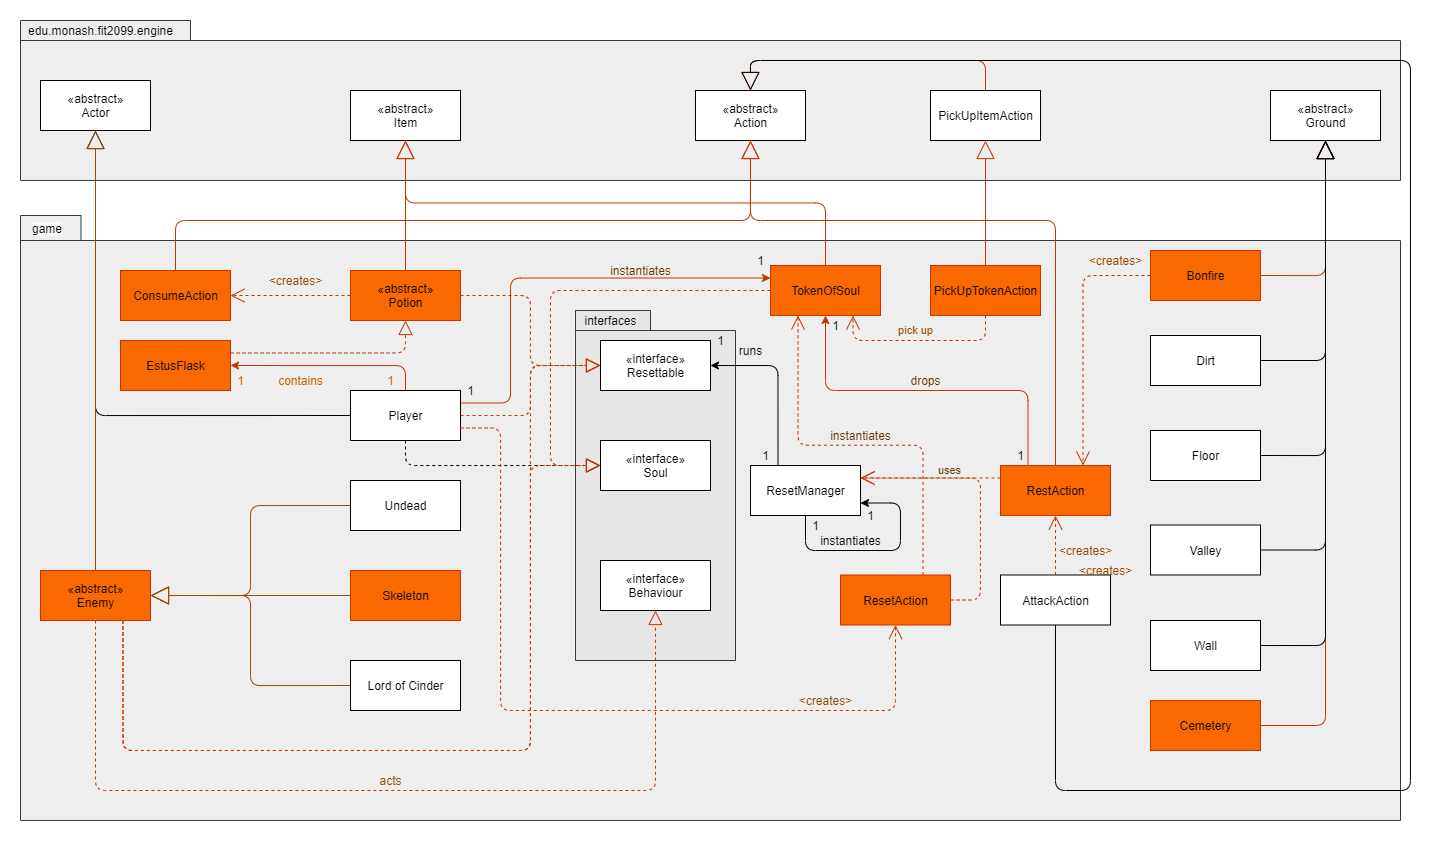 edu.monash.fit2099.engine
«abstract»
Actor
«abstract»
Item
«abstract»
Action
PickUpItemAction
«abstract»
Ground
game
ConsumeAction
<creates>
«abstract»
Potion
instantiates
1
TokenOfSoul
PickUpTokenAction
<creates>
Bonfire
interfaces
1
pick up
EstusFlask
1
contains
1
«interface»
Resettable
1
runs
Dirt
Player
1
drops
«interface»
Soul
instantiates
1
ResetManager
uses
1
RestAction
Floor
Undead
1
1
instantiates
<creates>
<creates>
Valley
«abstract»
Enemy
Skeleton
«interface»
Behaviour
ResetAction
AttackAction
Wall
Lord of Cinder
<creates>
Cemetery
acts